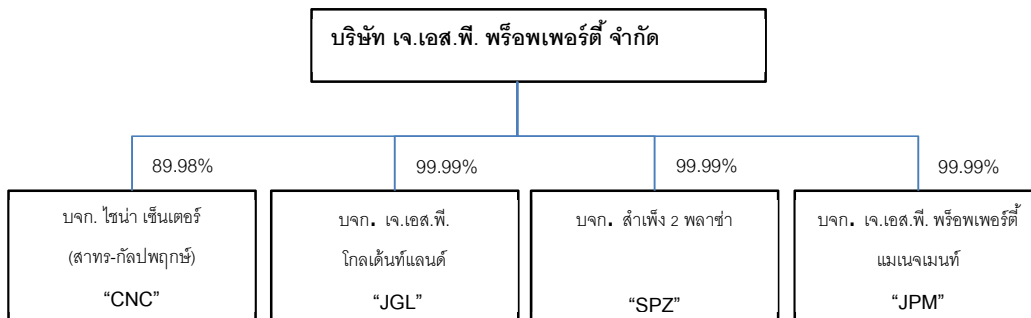 บริษัท เจ.เอส.พี. พร็อพเพอร์ตี้ จำกัด
89.98%
99.99%
99.99%
99.99%
บจก. ไชน่า เซ็นเตอร์
(สาทร-กัลปพฤกษ์)
“CNC”
บจก. เจ.เอส.พี.
โกลเด้นท์แลนด์
“JGL”
บจก. สำเพ็ง 2 พลาซ่า
“SPZ”
บจก. เจ.เอส.พี. พร็อพเพอร์ตี้
แมเนจเมนท์
“JPM”